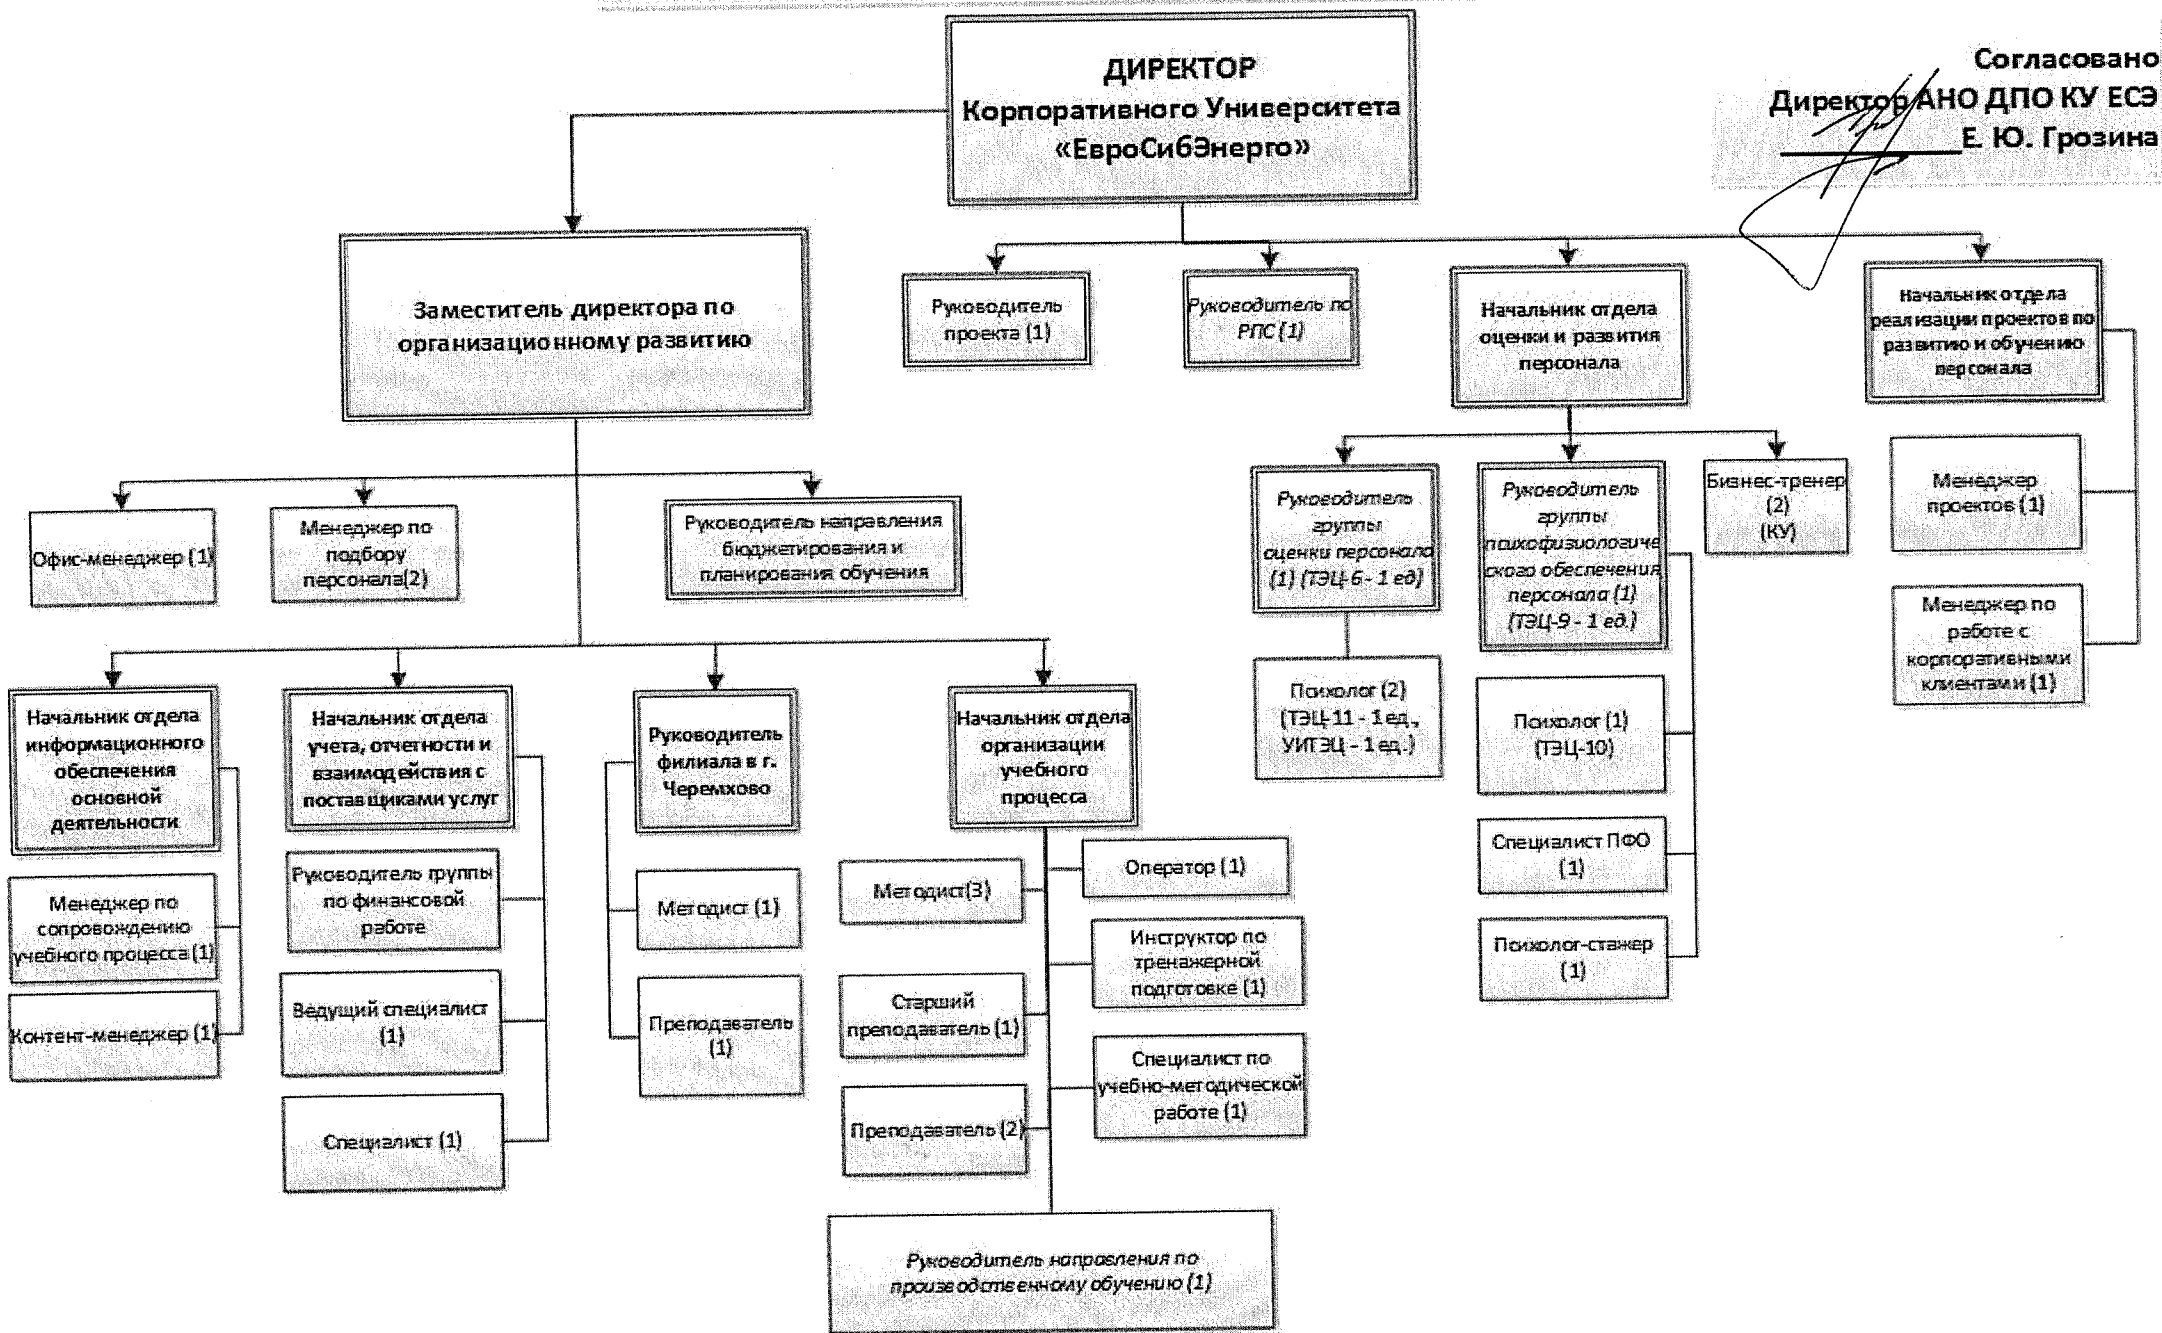 ДИРЕКТОР
Корпоративного Университета
«ЕвроСибЭнерго»
Согласовано
Директор АНО ДПО КУ ЕСЭ
Е. Ю. Грозина
Заместитель директора по
организационному развитию
Руководитель
проекта (1)
Руководитель по
РПС (1)
Начальник отдела
оценки и развития
персонала
Начальник отдела
реализации проектов по
развитию и обучению
персонала
Офис-менеджер (1)
Менеджер по
подбору
персонала(2)
Руководитель направления
бюджетирования и
планирования обучения
Руководитель
группы
оценки персонала
(1) (ТЭЦ-6 - 1 ед)
Руководитель
группы
психофизиологиче
ского обеспечения
персонала (1)
(ТЭЦ-9 - 1 ед.)
Бизнес-тренер
(2)
(КУ)
Менеджер
проектов (1)
Менеджер по
работе с
корпоративными
клиентами (1)
Психолог (2)
(ТЭЦ-11 - 1 ед.,
УИТЭЦ - 1 ед.)
Психолог (1)
(ТЭЦ-10)
Специалист ПФО
(1)
Психолог-стажер
(1)
Начальник отдела
информационного
обеспечения
основной
деятельности
Менеджер по
сопровождению
учебного процесса (1)
Контент-менеджер (1)
Начальник отдела
учета, отчетности и
взаимодействия с
поставщиками услуг
Руководитель группы
по финансовой
работе
Ведущий специалист
(1)
Специалист (1)
Руководитель
филиала в г.
Черемхово
Методист (1)
Преподаватель
(1)
Начальник отдела
организации
учебного
процесса
Методист(3)
Старший
преподаватель (1)
Преподаватель (2)
Оператор (1)
Инструктор по
тренажерной
подготовке (1)
Специалист по
учебно-методической
работе (1)
Руководитель направления по
производственному обучению (1)